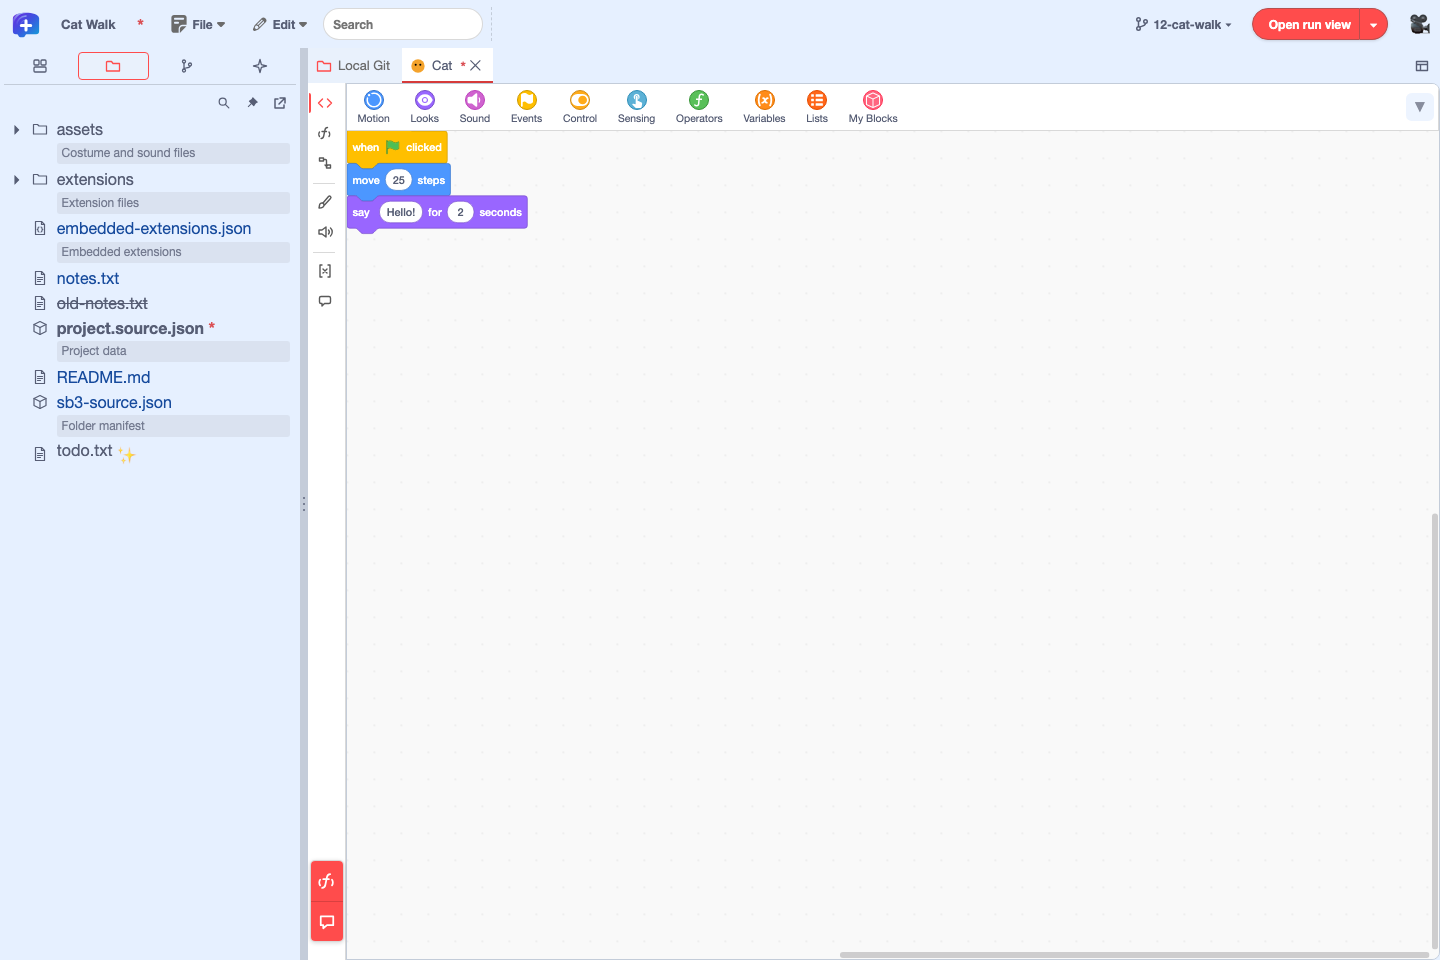 Cat Walk *
File
Edit
Search
12-cat-walk
Open run view
Local Git
Cat *
Motion
Looks
Sound
Events
Control
Sensing
Operators
Variables
Lists
My Blocks
assets
Costume and sound files
extensions
Extension files
embedded-extensions.json
Embedded extensions
notes.txt
old-notes.txt
project.source.json *
Project data
README.md
sb3-source.json
Folder manifest
todo.txt
when clicked
move 25 steps
say Hello! for 2 seconds